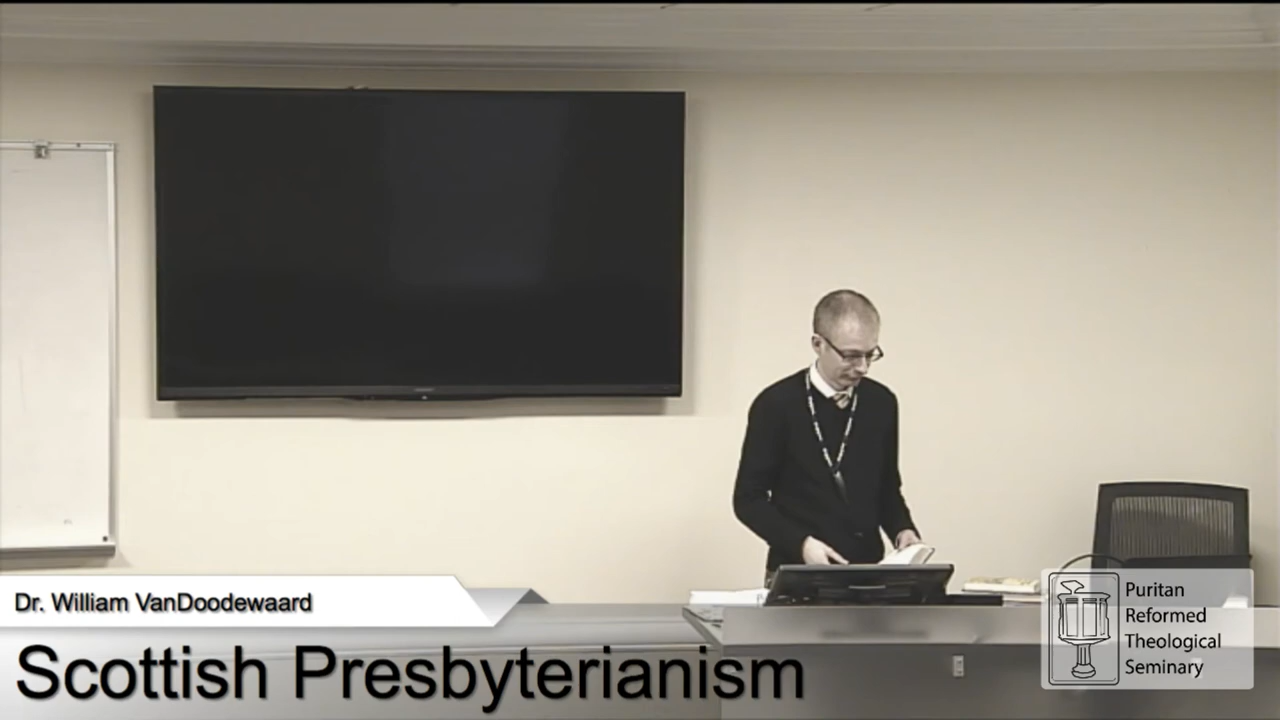 Dr. William VanDoodewaard
Scottish Presbyterianism
Puritan
Reformed
Theological
Seminary